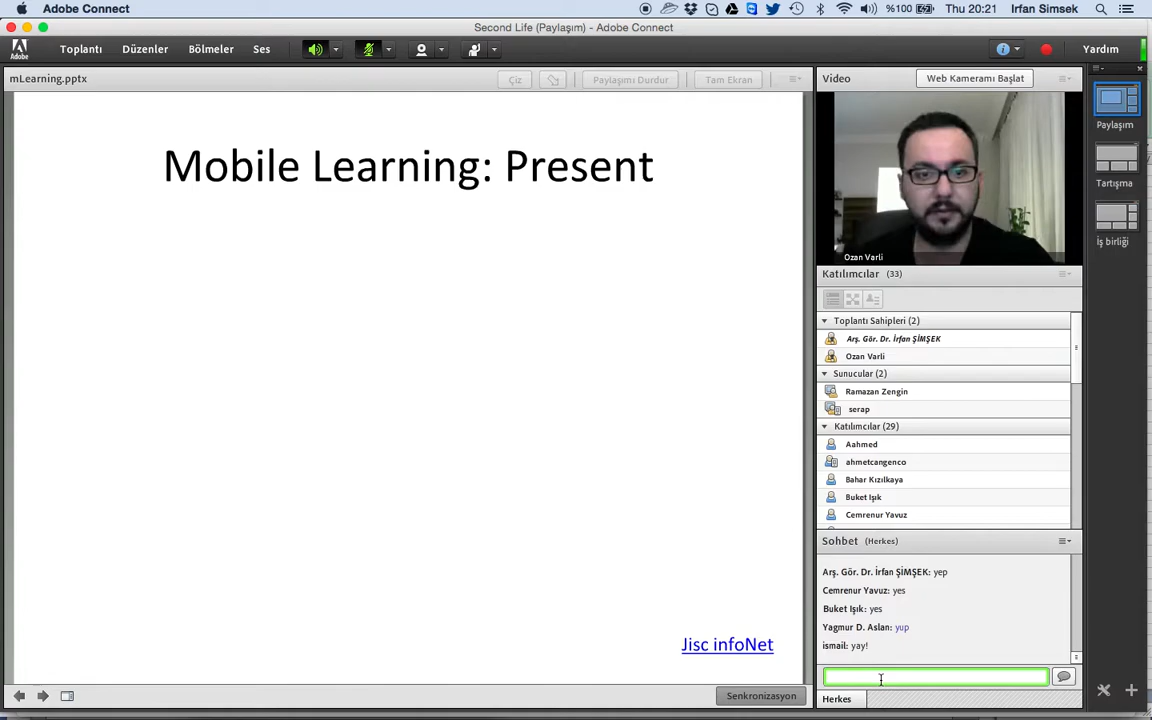 Adobe Connect
%100
Thu 20:21
Irfan Simsek
Second Life (Paylaşım) - Adobe Connect
Adobe
Toplantı
Düzenler
Bölmeler
Ses
Yardım
mLearning.pptx
Çiz
Paylaşımı Durdur
Tam Ekran
Mobile Learning: Present
Jisc infoNet
Senkronizasyon
Video
Web Kameramı Başlat
Ozan Varli
Katılımcılar (33)
Toplantı Sahipleri (2)
Arş. Gör. Dr. İrfan ŞİMŞEK
Ozan Varli
Sunucular (2)
Ramazan Zengin
serap
Katılımcılar (29)
Aahmed
ahmetcangenco
Bahar Kızılkaya
Buket Işık
Cemrenur Yavuz
Sohbet (Herkes)
Arş. Gör. Dr. İrfan ŞİMŞEK: yep
Cemrenur Yavuz: yes
Buket Işık: yes
Yagmur D. Aslan: yup
ismail: yay!
Herkes
Paylaşım
Tartışma
İş birliği